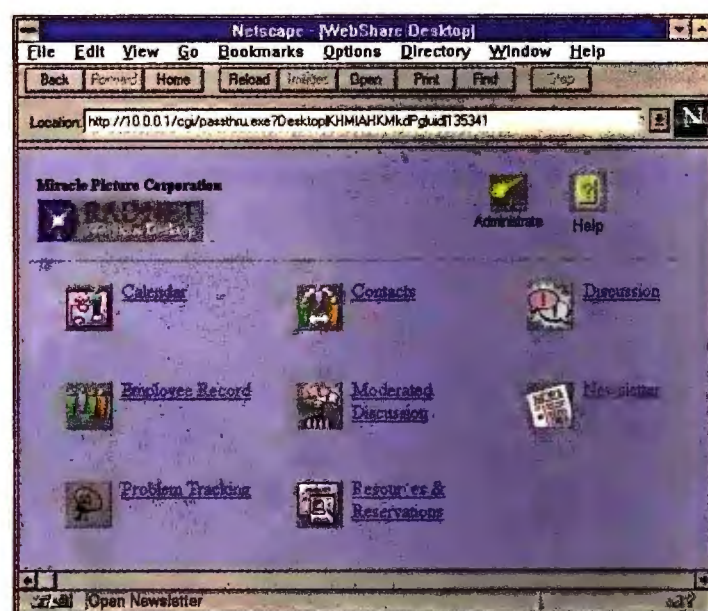 Netscape - [WebShare Desktop]
File Edit View Go Bookmarks Options Directory Window Help
Back Forward Home Reload Images Open Print Find Stop
Location: http://10.0.0.1/cgi/passthru.exe?
Miracle Picture Corporation
RADNET
Administrate Help
Calendar Contacts Discussion
Employee Record Moderated Discussion Newsletter
Problem Tracking Resources & Reservations
Open Newsletter